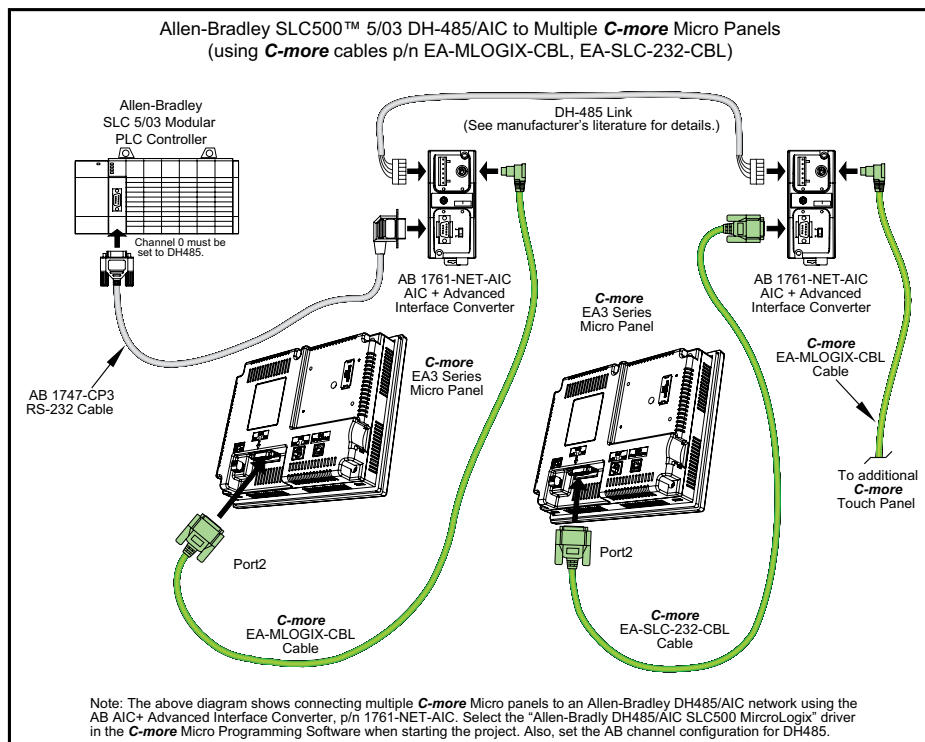 Allen-Bradley SLC500™ 5/03 DH-485/AIC to Multiple C-more Micro Panels
(using C-more cables p/n EA-MLOGIX-CBL, EA-SLC-232-CBL)
Allen-Bradley
SLC 5/03 Modular
PLC Controller
DH-485 Link
(See manufacturer's literature for details.)
Channel 0 must be
set to DH485.
AB 1761-NET-AIC
AIC + Advanced
Interface Converter
AB 1761-NET-AIC
AIC + Advanced
Interface Converter
C-more
EA3 Series
Micro Panel
C-more
EA3 Series
Micro Panel
C-more
EA-MLOGIX-CBL
Cable
AB 1747-CP3
RS-232 Cable
To additional
C-more
Touch Panel
Port2
Port2
C-more
EA-MLOGIX-CBL
Cable
C-more
EA-SLC-232-CBL
Cable
Note: The above diagram shows connecting multiple C-more Micro panels to an Allen-Bradley DH485/AIC network using the
AB AIC+ Advanced Interface Converter, p/n 1761-NET-AIC. Select the “Allen-Bradly DH485/AIC SLC500 MircroLogix” driver
in the C-more Micro Programming Software when starting the project. Also, set the AB channel configuration for DH485.